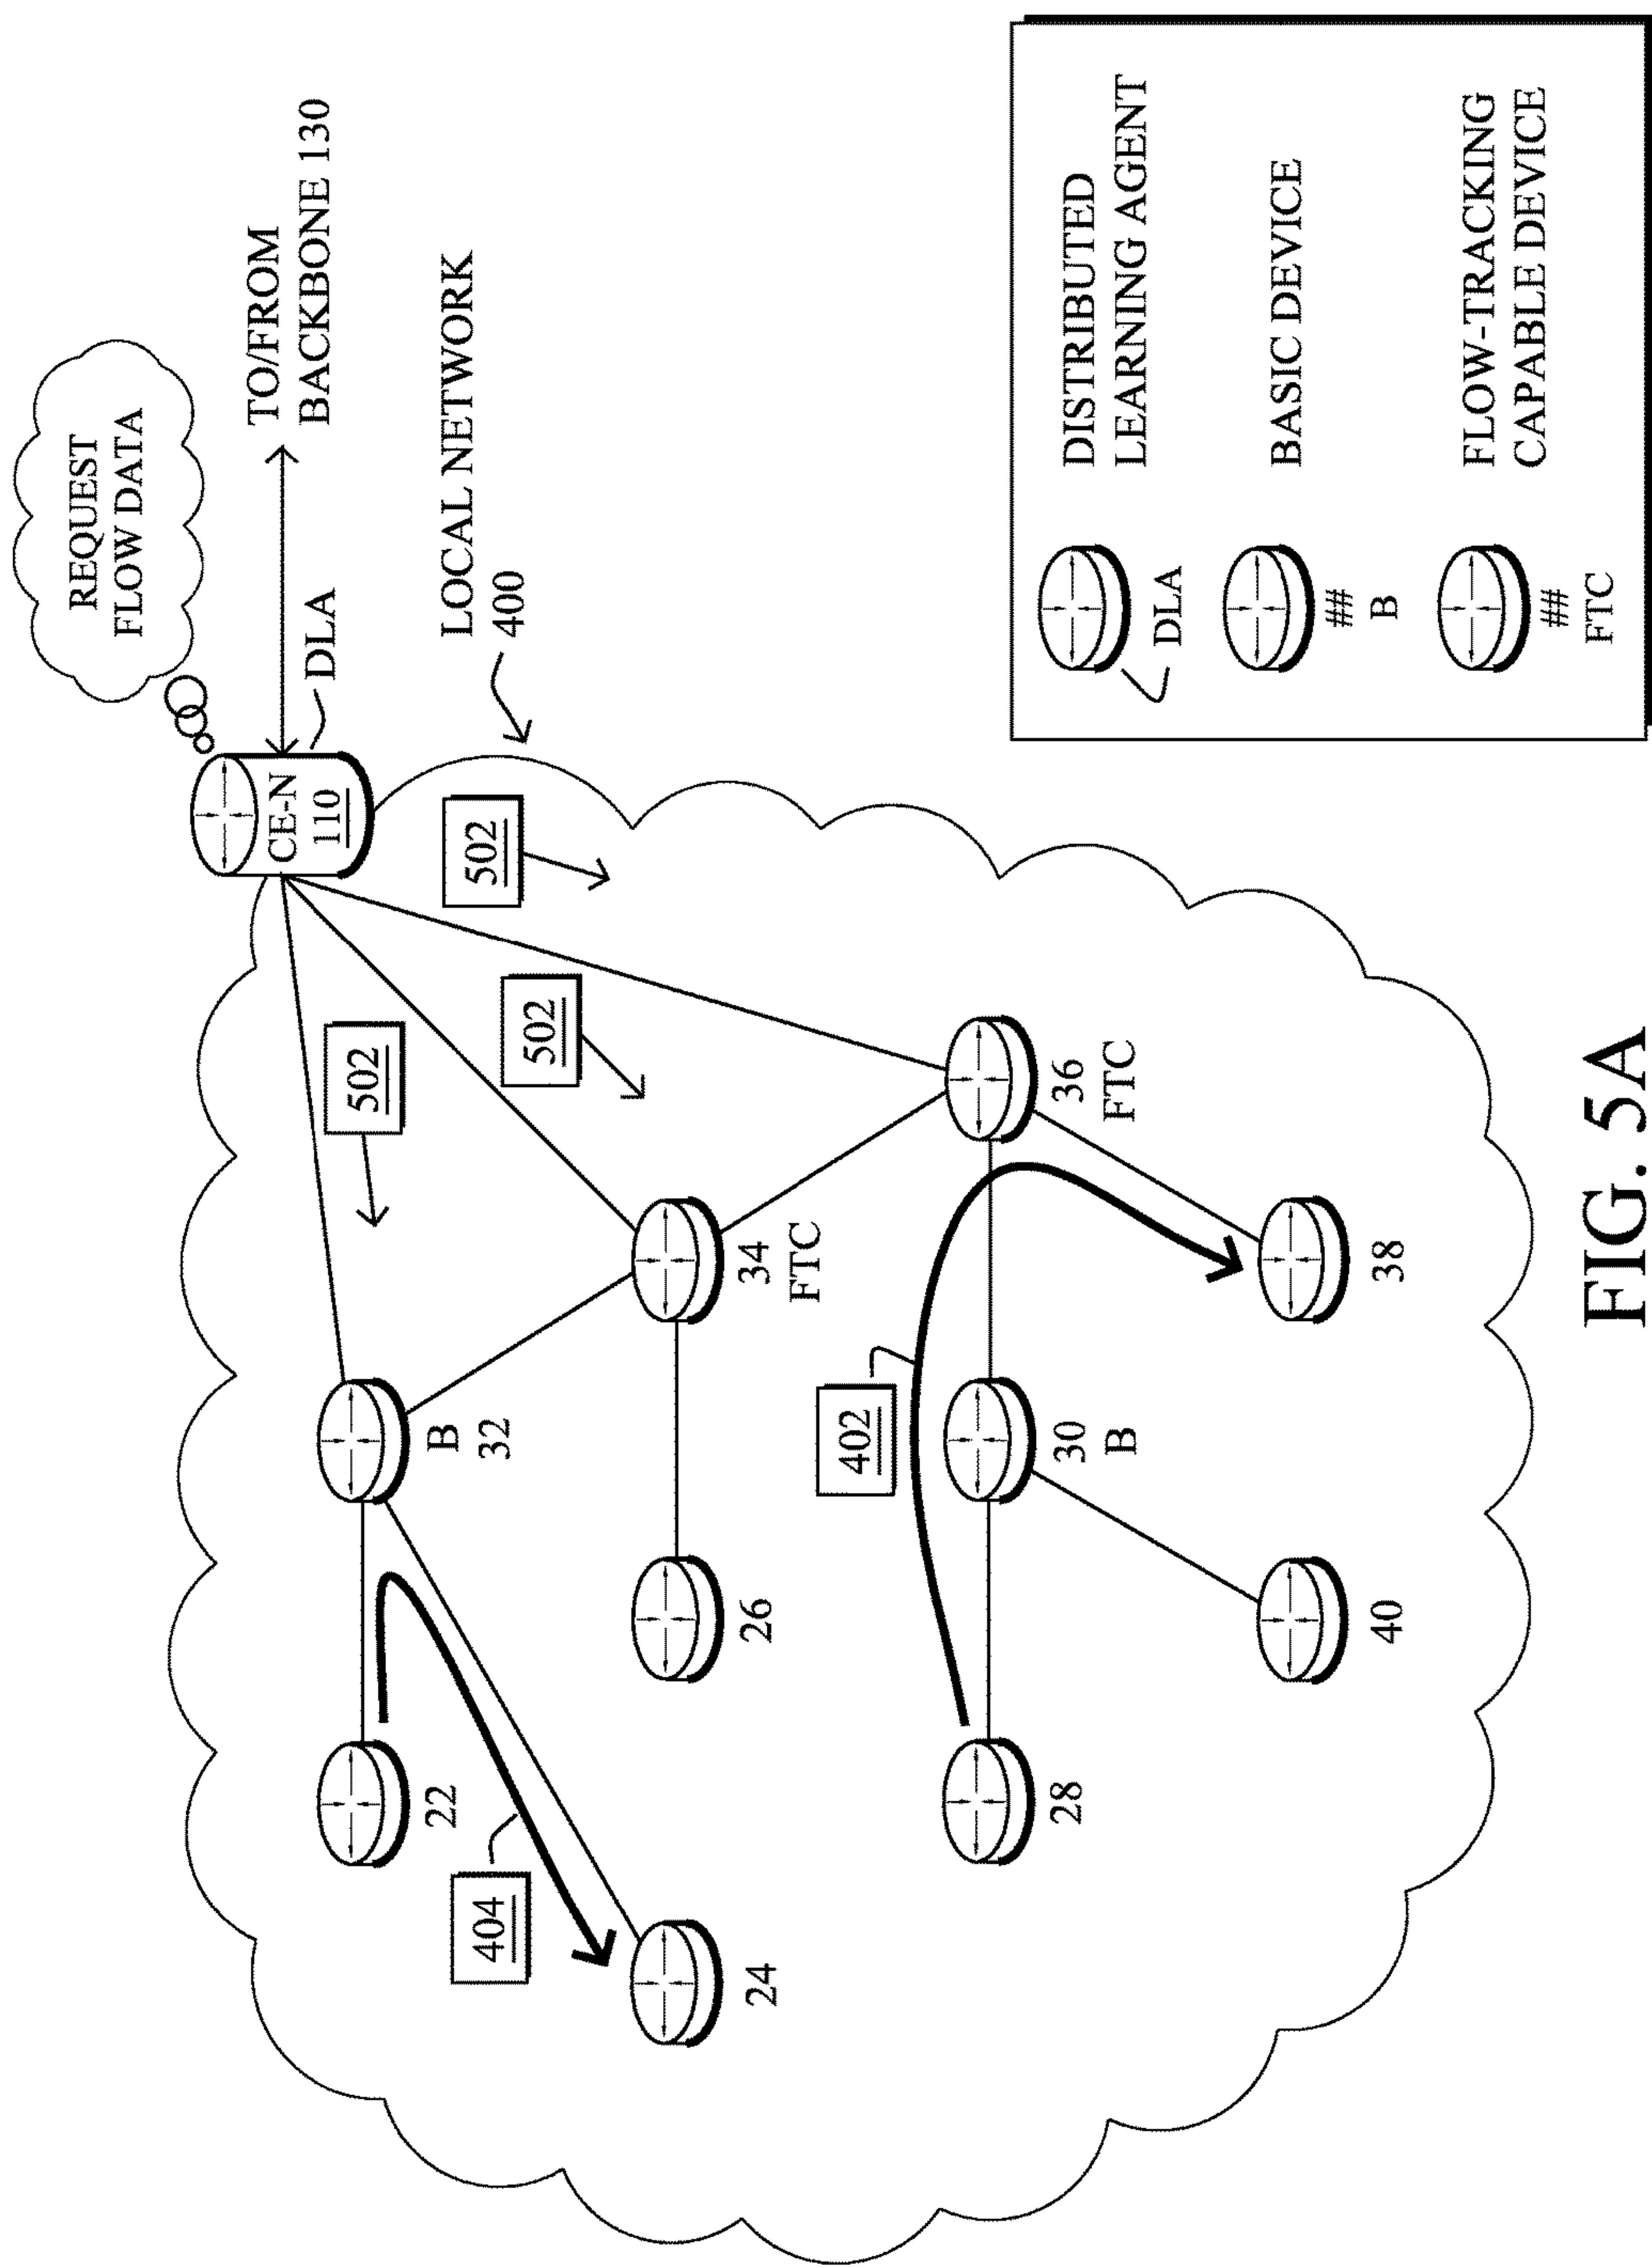 REQUEST
FLOW DATA
TO/FROM
BACKBONE 130
CE-N
110
DLA
LOCAL NETWORK
400
502
502
502
B
32
22
404
24
34
FTC
26
36
FTC
402
30
B
28
38
40
DLA
DISTRIBUTED
LEARNING AGENT
##
B
BASIC DEVICE
##
FTC
FLOW-TRACKING
CAPABLE DEVICE
FIG. 5A